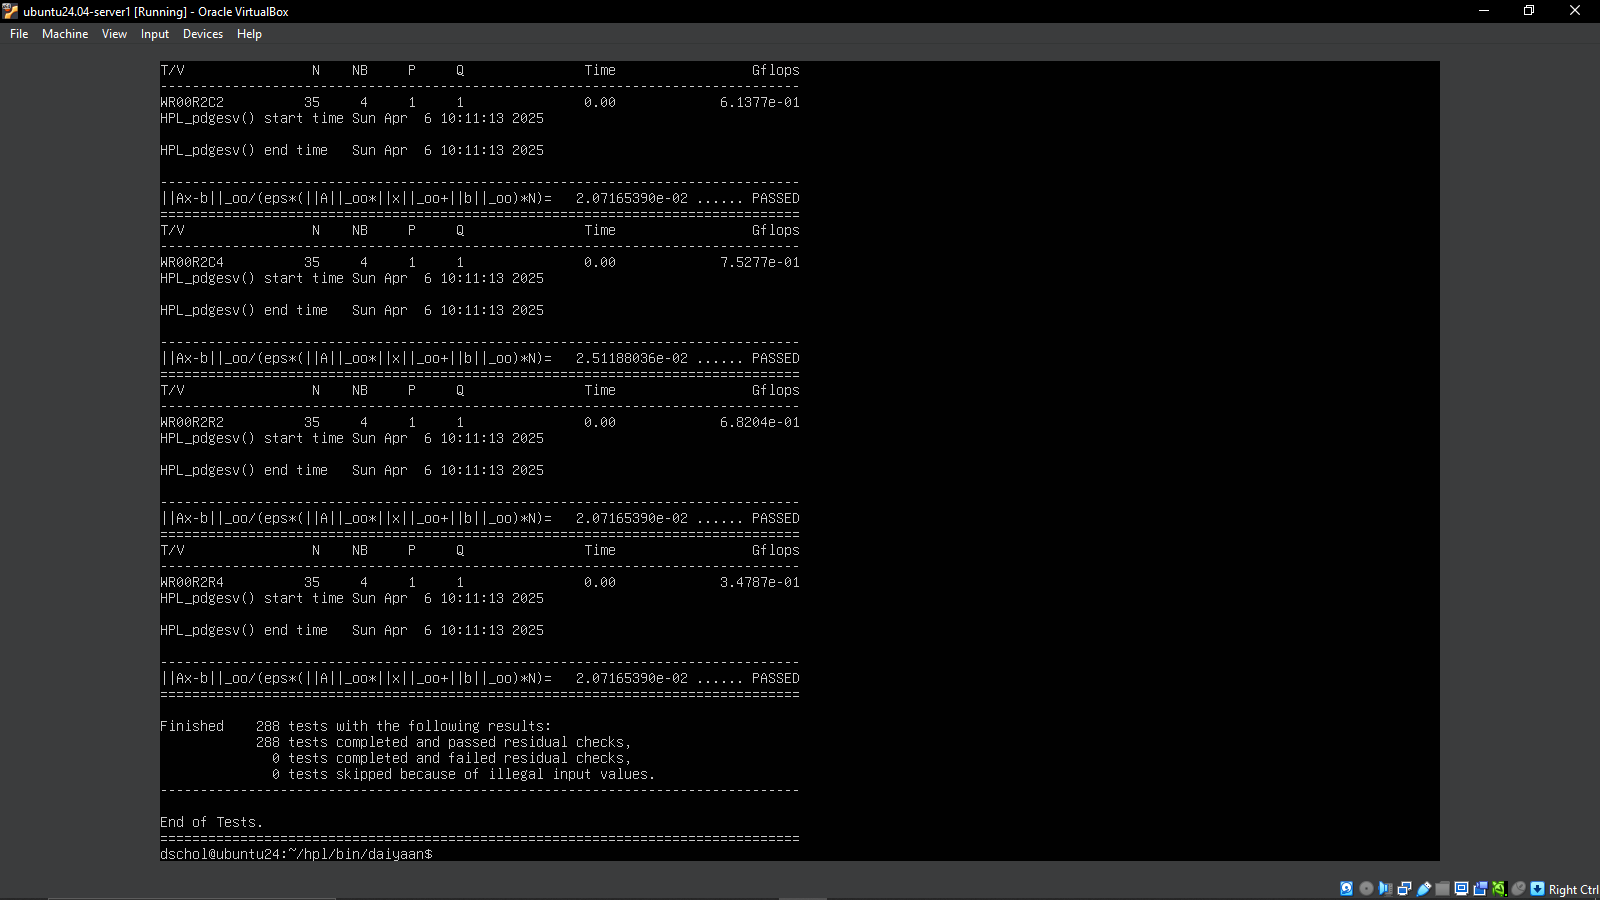 ubuntu24.04-server1 [Running] - Oracle VirtualBox
File Machine View Input Devices Help
T/V                N    NB     P     Q               Time                 Gflops
--------------------------------------------------------------------------------
WR00R2C2          35     4     1     1               0.00             6.1377e-01
HPL_pdgesv() start time Sun Apr  6 10:11:13 2025
HPL_pdgesv() end time   Sun Apr  6 10:11:13 2025
--------------------------------------------------------------------------------
||Ax-b||_oo/(eps*(||A||_oo*||x||_oo+||b||_oo)*N)=   2.07165390e-02 ...... PASSED
================================================================================
T/V                N    NB     P     Q               Time                 Gflops
--------------------------------------------------------------------------------
WR00R2C4          35     4     1     1               0.00             7.5277e-01
HPL_pdgesv() start time Sun Apr  6 10:11:13 2025
HPL_pdgesv() end time   Sun Apr  6 10:11:13 2025
--------------------------------------------------------------------------------
||Ax-b||_oo/(eps*(||A||_oo*||x||_oo+||b||_oo)*N)=   2.51188036e-02 ...... PASSED
================================================================================
T/V                N    NB     P     Q               Time                 Gflops
--------------------------------------------------------------------------------
WR00R2R2          35     4     1     1               0.00             6.8204e-01
HPL_pdgesv() start time Sun Apr  6 10:11:13 2025
HPL_pdgesv() end time   Sun Apr  6 10:11:13 2025
--------------------------------------------------------------------------------
||Ax-b||_oo/(eps*(||A||_oo*||x||_oo+||b||_oo)*N)=   2.07165390e-02 ...... PASSED
================================================================================
T/V                N    NB     P     Q               Time                 Gflops
--------------------------------------------------------------------------------
WR00R2R4          35     4     1     1               0.00             3.4787e-01
HPL_pdgesv() start time Sun Apr  6 10:11:13 2025
HPL_pdgesv() end time   Sun Apr  6 10:11:13 2025
--------------------------------------------------------------------------------
||Ax-b||_oo/(eps*(||A||_oo*||x||_oo+||b||_oo)*N)=   2.07165390e-02 ...... PASSED
================================================================================
Finished    288 tests with the following results:
            288 tests completed and passed residual checks,
              0 tests completed and failed residual checks,
              0 tests skipped because of illegal input values.
--------------------------------------------------------------------------------
End of Tests.
================================================================================
dschol@ubuntu24:~/hpl/bin/daiyaan$
Right Ctrl